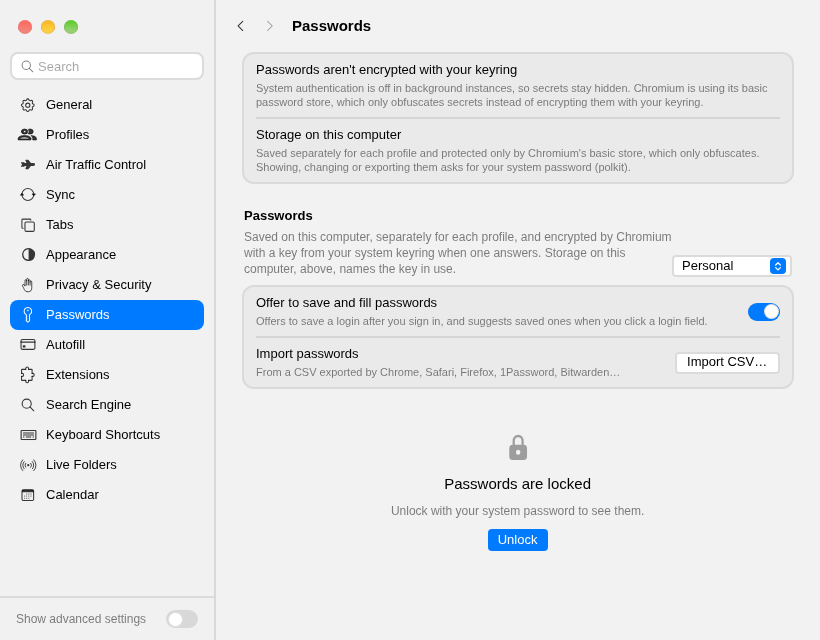 Passwords
Search
General
Profiles
Air Traffic Control
Sync
Tabs
Appearance
Privacy & Security
Passwords
Autofill
Extensions
Search Engine
Keyboard Shortcuts
Live Folders
Calendar
Show advanced settings
Passwords aren't encrypted with your keyring
System authentication is off in background instances, so secrets stay hidden. Chromium is using its basic
password store, which only obfuscates secrets instead of encrypting them with your keyring.
Storage on this computer
Saved separately for each profile and protected only by Chromium's basic store, which only obfuscates.
Showing, changing or exporting them asks for your system password (polkit).
Passwords
Saved on this computer, separately for each profile, and encrypted by Chromium
with a key from your system keyring when one answers. Storage on this
computer, above, names the key in use.
Personal
Offer to save and fill passwords
Offers to save a login after you sign in, and suggests saved ones when you click a login field.
Import passwords
From a CSV exported by Chrome, Safari, Firefox, 1Password, Bitwarden…
Import CSV…
Passwords are locked
Unlock with your system password to see them.
Unlock